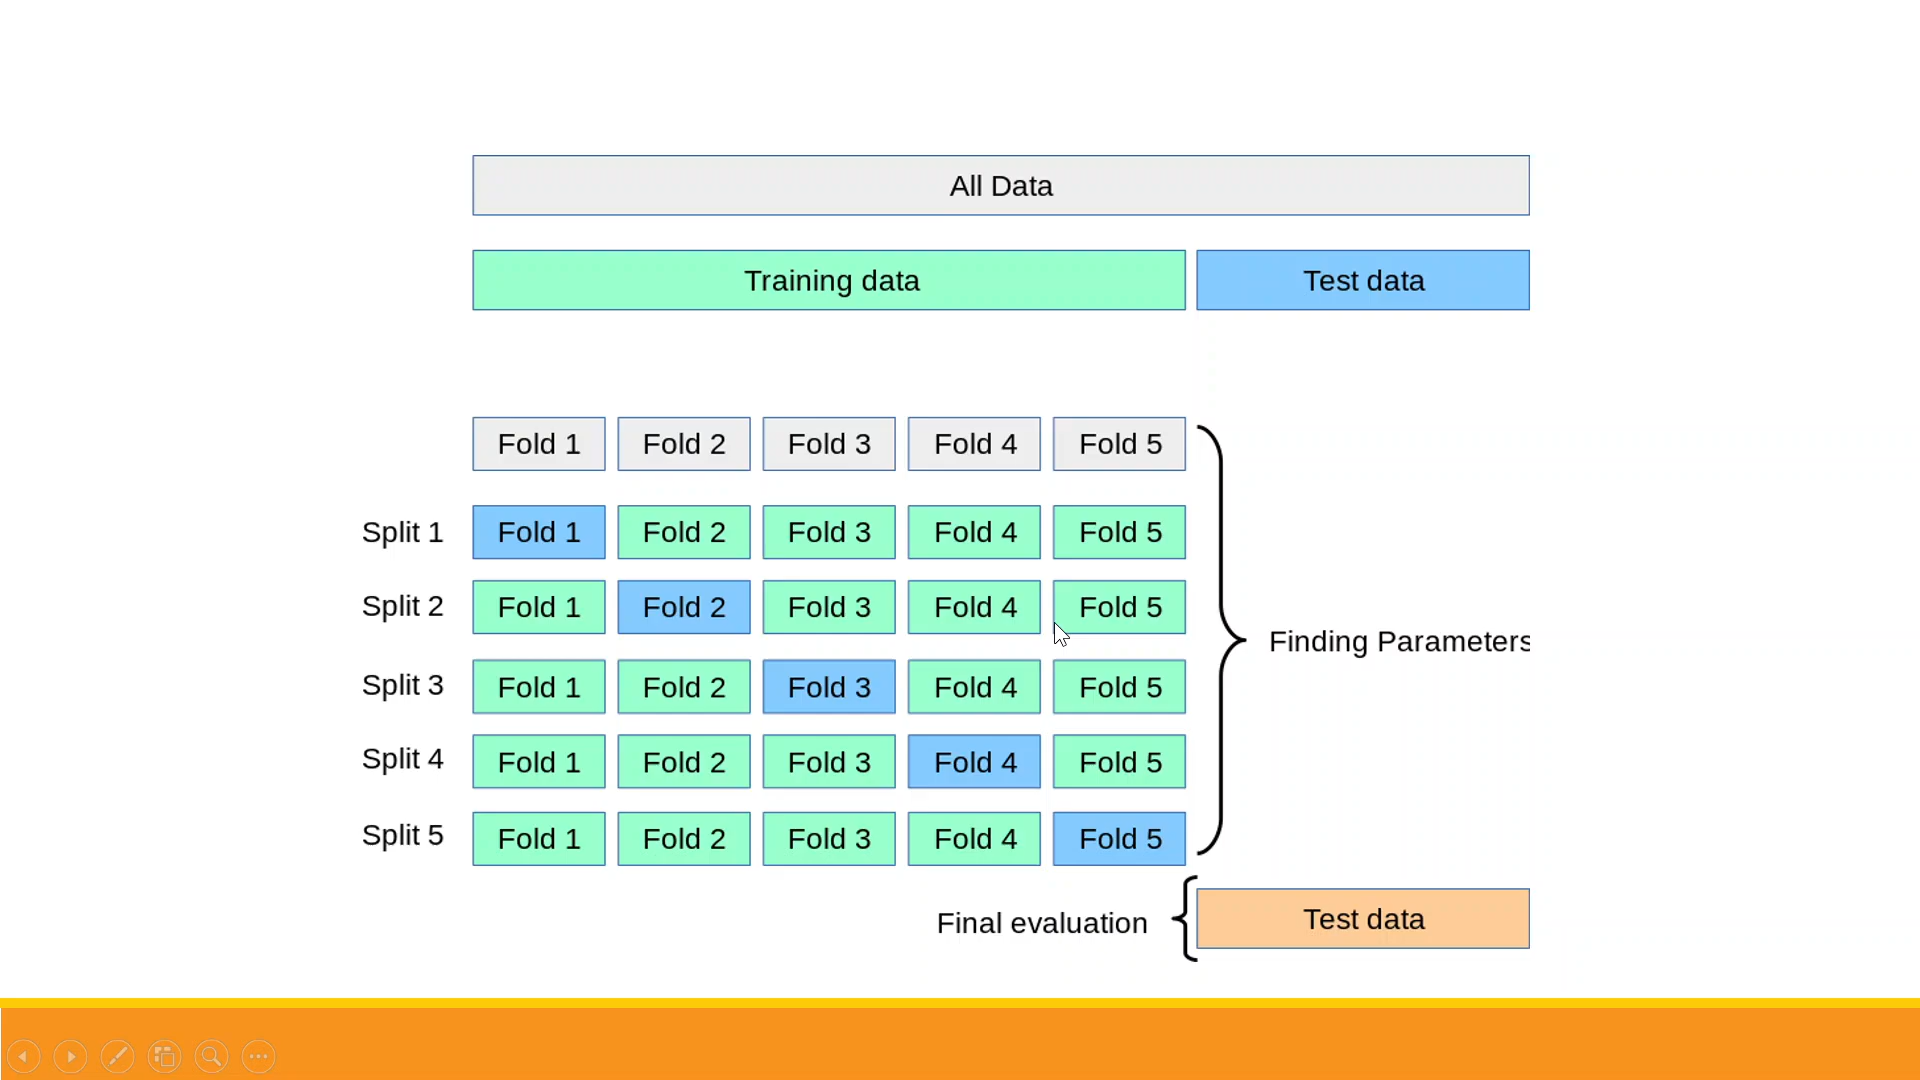 All Data
Training data Test data
Fold 1 Fold 2 Fold 3 Fold 4 Fold 5
Split 1 Fold 1 Fold 2 Fold 3 Fold 4 Fold 5
Split 2 Fold 1 Fold 2 Fold 3 Fold 4 Fold 5
Finding Parameters
Split 3 Fold 1 Fold 2 Fold 3 Fold 4 Fold 5
Split 4 Fold 1 Fold 2 Fold 3 Fold 4 Fold 5
Split 5 Fold 1 Fold 2 Fold 3 Fold 4 Fold 5
Final evaluation Test data